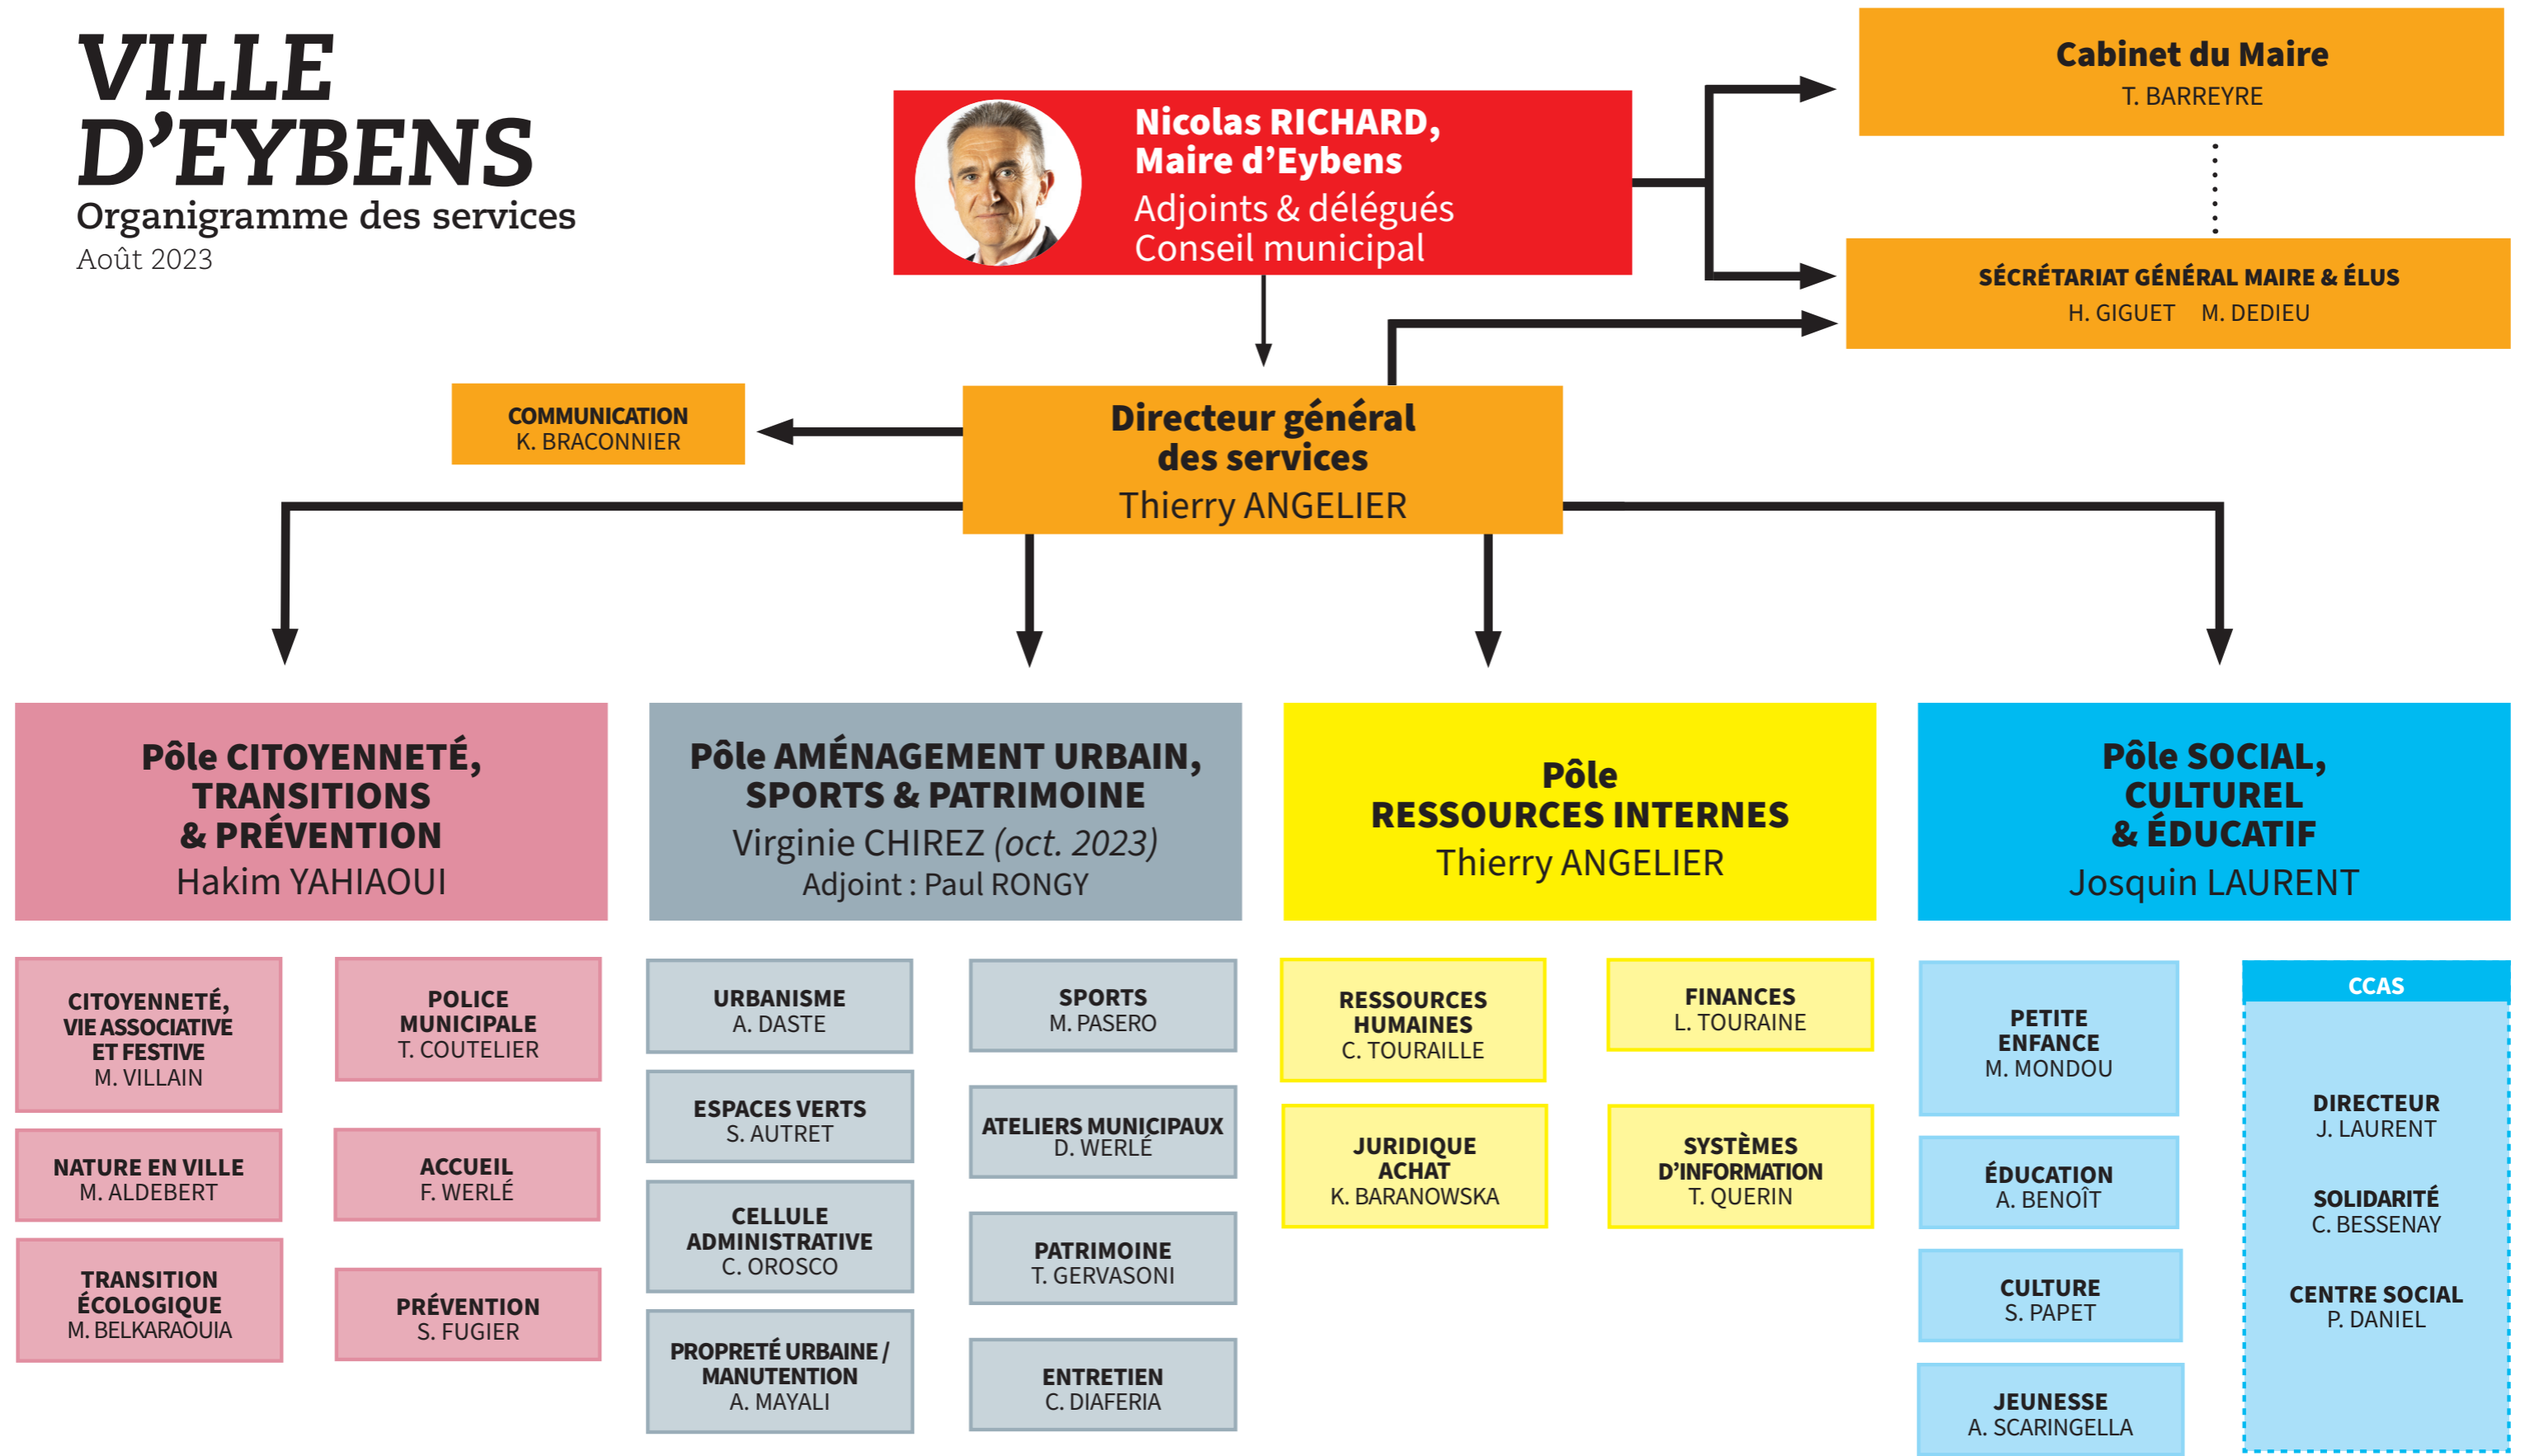 VILLE
D’EYBENS
Organigramme des services
Août 2023
Nicolas RICHARD,
Maire d’Eybens
Adjoints & délégués
Conseil municipal
Cabinet du Maire
T. BARREYRE
SÉCRÉTARIAT GÉNÉRAL MAIRE & ÉLUS
H. GIGUET M. DEDIEU
COMMUNICATION
K. BRACONNIER
Directeur général
des services
Thierry ANGELIER
Pôle CITOYENNETÉ,
TRANSITIONS
& PRÉVENTION
Hakim YAHIAOUI
Pôle AMÉNAGEMENT URBAIN,
SPORTS & PATRIMOINE
Virginie CHIREZ (oct. 2023)
Adjoint : Paul RONGY
Pôle
RESSOURCES INTERNES
Thierry ANGELIER
Pôle SOCIAL,
CULTUREL
& ÉDUCATIF
Josquin LAURENT
CITOYENNETÉ,
VIE ASSOCIATIVE
ET FESTIVE
M. VILLAIN
NATURE EN VILLE
M. ALDEBERT
TRANSITION
ÉCOLOGIQUE
M. BELKARAOUIA
POLICE
MUNICIPALE
T. COUTELIER
ACCUEIL
F. WERLÉ
PRÉVENTION
S. FUGIER
URBANISME
A. DASTE
ESPACES VERTS
S. AUTRET
CELLULE
ADMINISTRATIVE
C. OROSCO
PROPRETÉ URBAINE /
MANUTENTION
A. MAYALI
SPORTS
M. PASERO
ATELIERS MUNICIPAUX
D. WERLÉ
PATRIMOINE
T. GERVASONI
ENTRETIEN
C. DIAFERIA
RESSOURCES
HUMAINES
C. TOURAILLE
JURIDIQUE
ACHAT
K. BARANOWSKA
FINANCES
L. TOURAINE
SYSTÈMES
D’INFORMATION
T. QUERIN
PETITE
ENFANCE
M. MONDOU
ÉDUCATION
A. BENOÎT
CULTURE
S. PAPET
JEUNESSE
A. SCARINGELLA
CCAS
DIRECTEUR
J. LAURENT
SOLIDARITÉ
C. BESSENAY
CENTRE SOCIAL
P. DANIEL